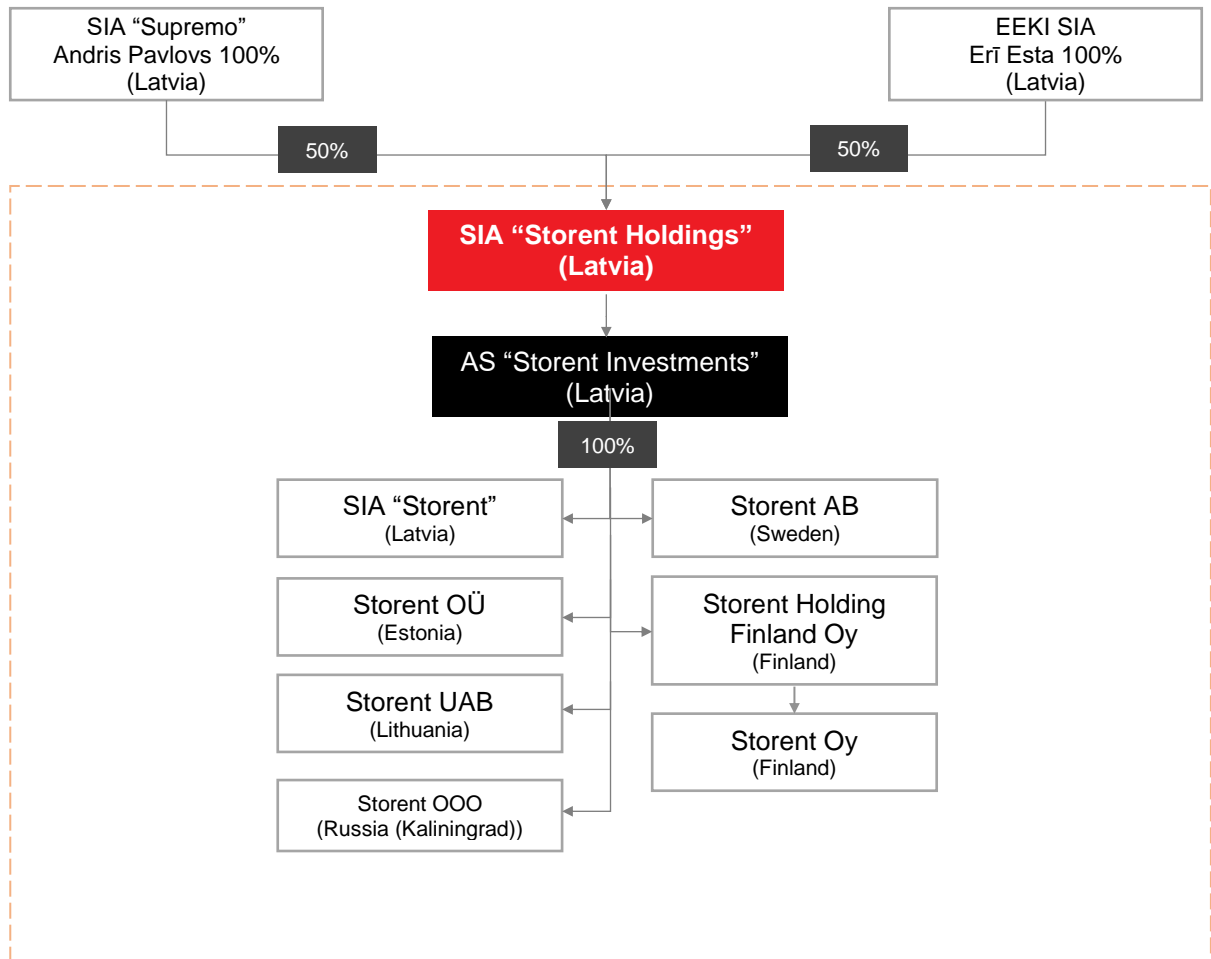 SIA “Supremo”
Andris Pavlovs 100%
(Latvia)
EEKI SIA
Erī Esta 100%
(Latvia)
50%
50%
SIA “Storent Holdings”
(Latvia)
AS “Storent Investments”
(Latvia)
100%
SIA “Storent”
(Latvia)
Storent AB
(Sweden)
Storent OÜ
(Estonia)
Storent Holding
Finland Oy
(Finland)
Storent UAB
(Lithuania)
Storent Oy
(Finland)
Storent OOO
(Russia (Kaliningrad))